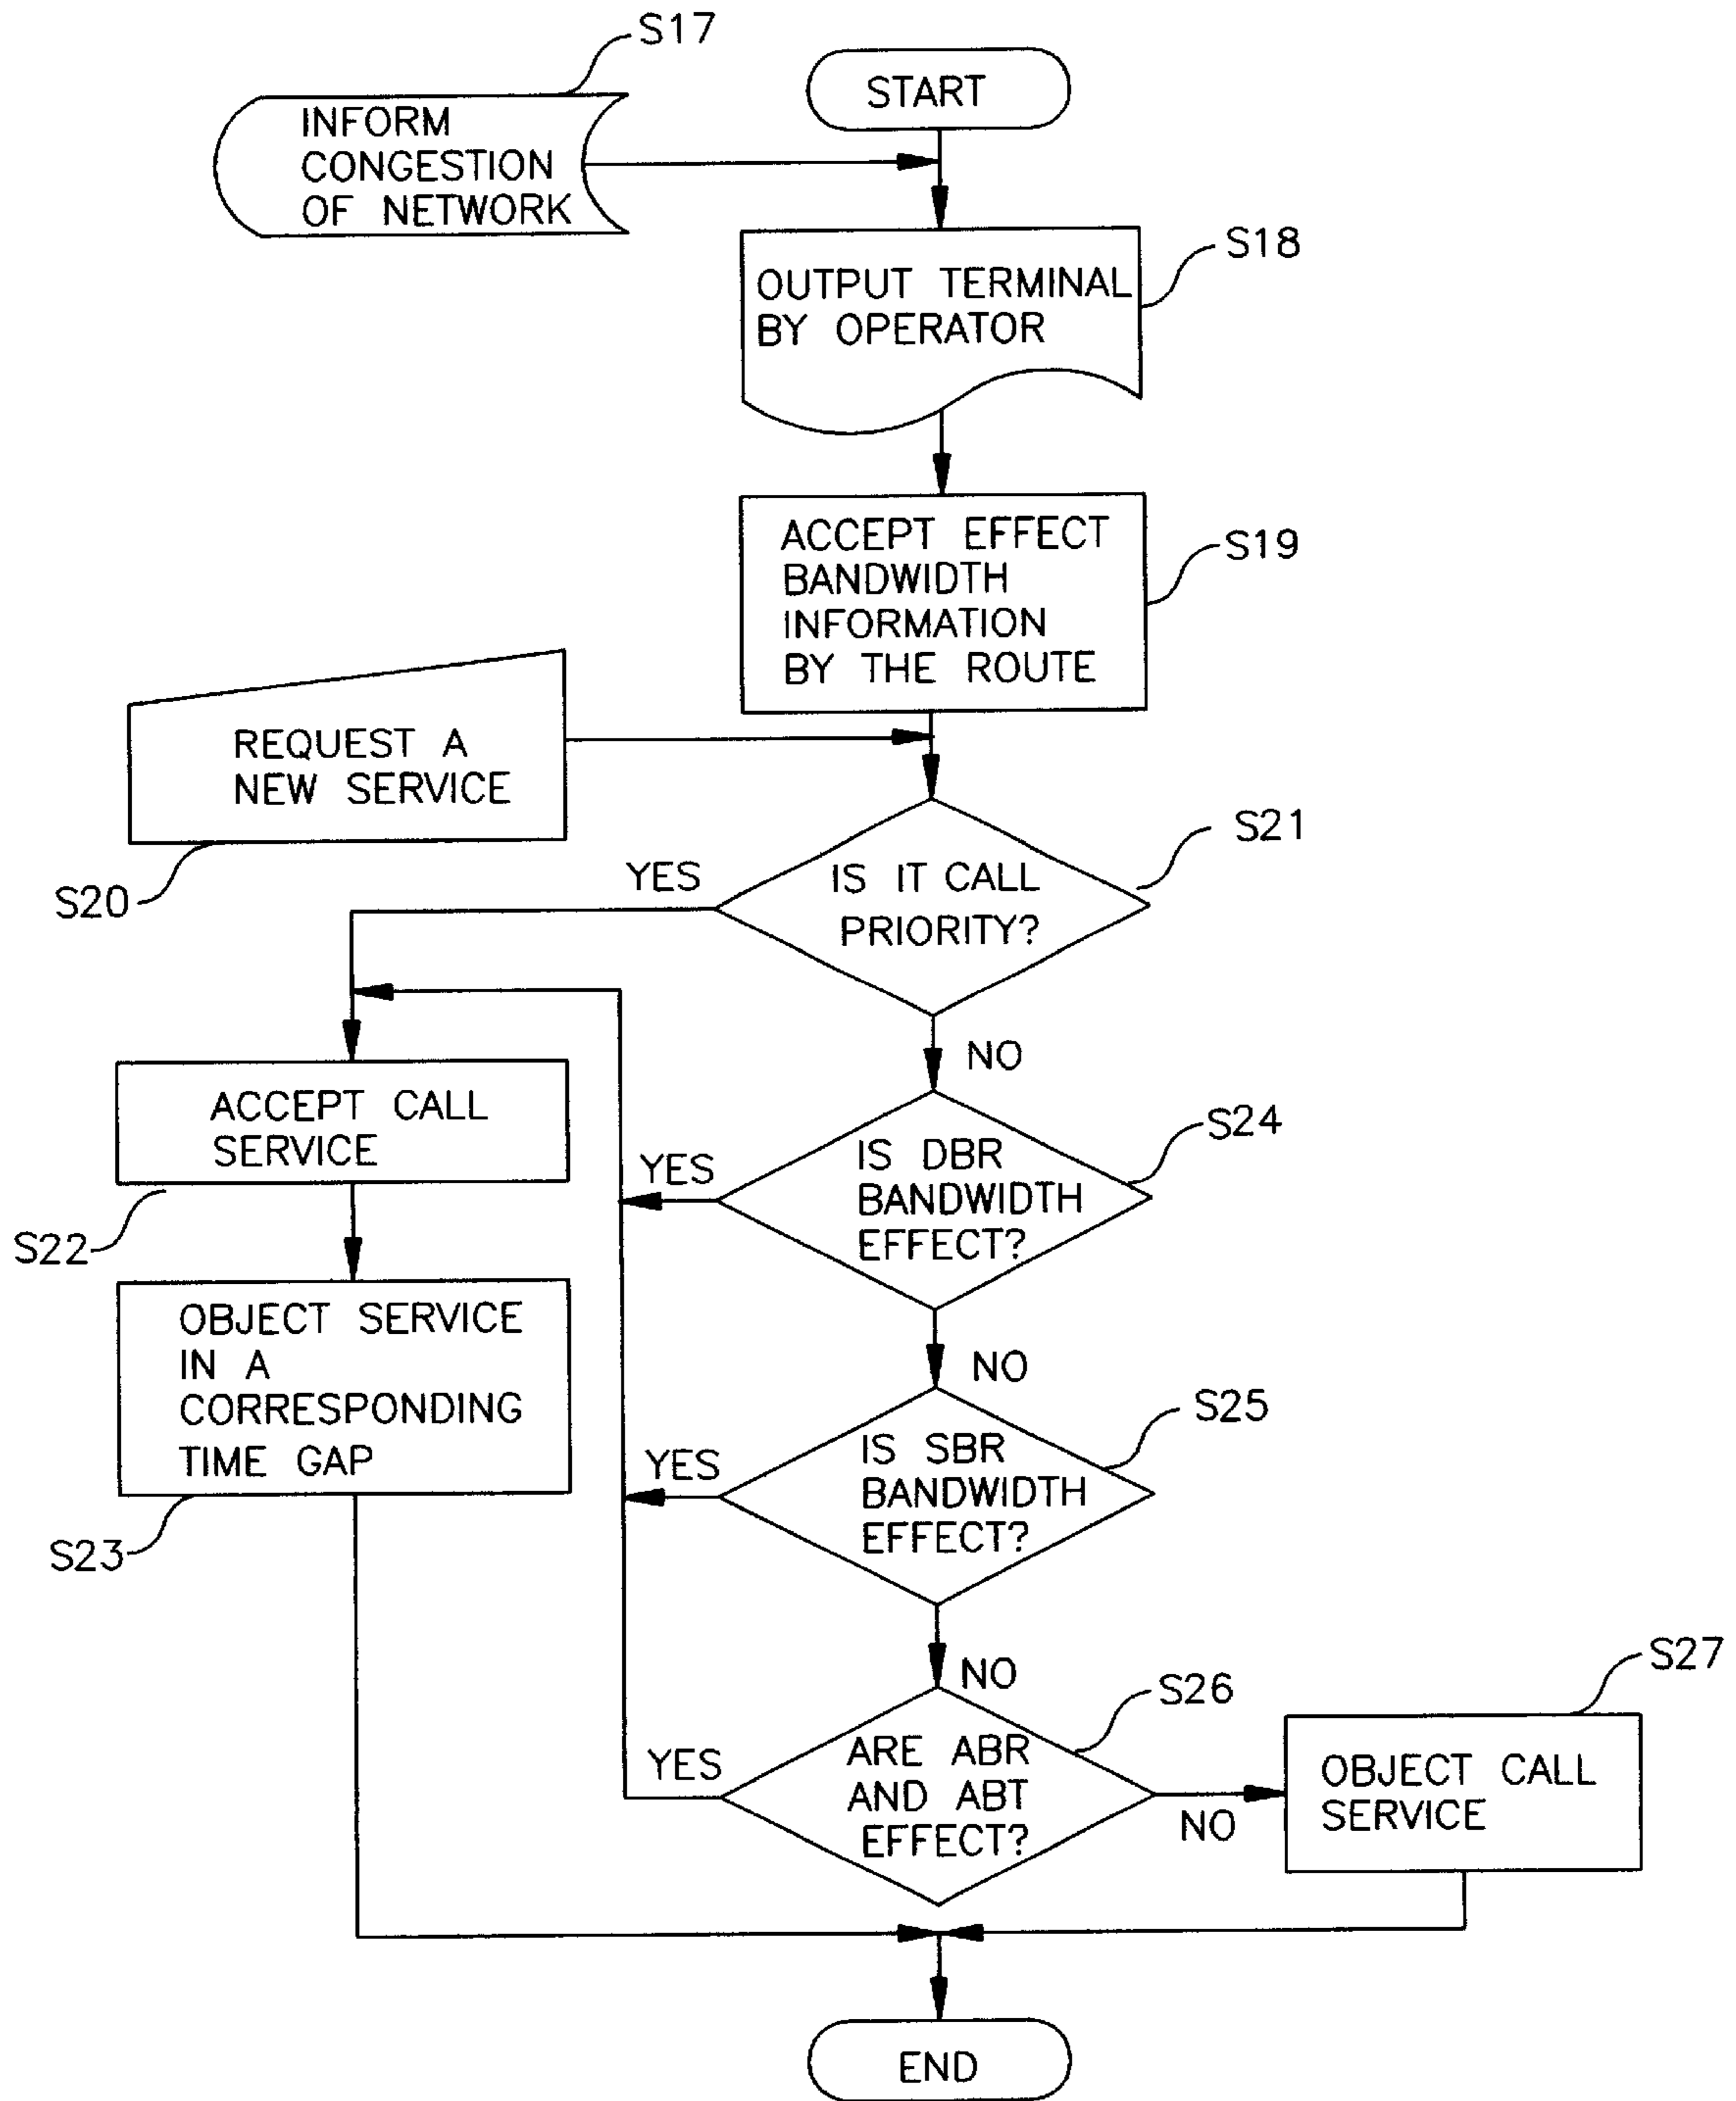 S17
START
INFORM
CONGESTION
OF NETWORK
S18
OUTPUT TERMINAL
BY OPERATOR
S19
ACCEPT EFFECT
BANDWIDTH
INFORMATION
BY THE ROUTE
REQUEST A
NEW SERVICE
S20
S21
YES
IS IT CALL
PRIORITY?
NO
ACCEPT CALL
SERVICE
S22
S24
YES
IS DBR
BANDWIDTH
EFFECT?
NO
OBJECT SERVICE
IN A
CORRESPONDING
TIME GAP
S23
S25
YES
IS SBR
BANDWIDTH
EFFECT?
NO
S26
S27
YES
ARE ABR
AND ABT
EFFECT?
NO
OBJECT CALL
SERVICE
END